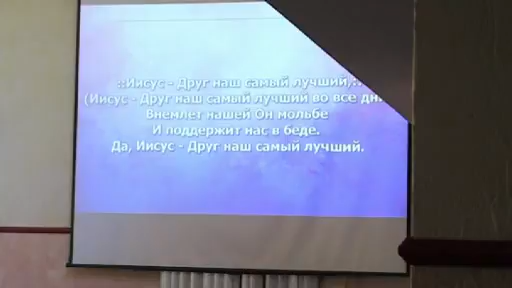 ::Иисус - Друг наш самый лучший,::
(Иисус - Друг наш самый лучший во все дни
Внемлет нашей Он мольбе
И поддержит нас в беде.
Да, Иисус - Друг наш самый лучший.